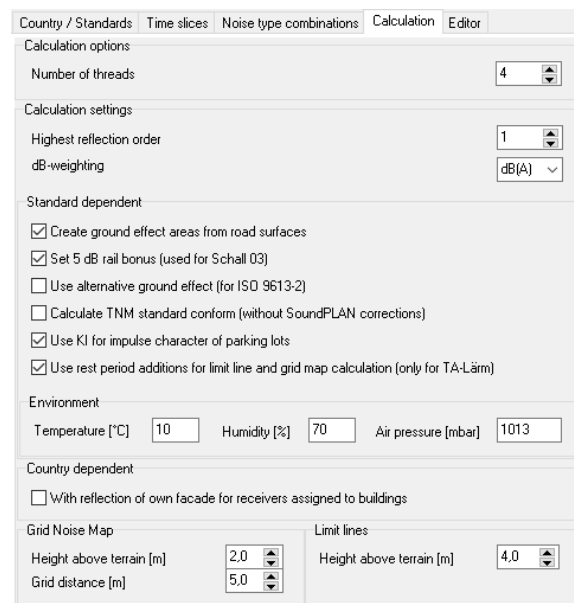 Country / Standards Time slices Noise type combinations Calculation Editor
Calculation options
Number of threads 4
Calculation settings
Highest reflection order 1
dB-weighting dB(A)
Standard dependent
Create ground effect areas from road surfaces
Set 5 dB rail bonus (used for Schall 03)
Use alternative ground effect (for ISO 9613-2)
Calculate TNM standard conform (without SoundPLAN corrections)
Use KI for impulse character of parking lots
Use rest period additions for limit line and grid map calculation (only for TA-Lärm)
Environment
Temperature [°C] 10 Humidity [%] 70 Air pressure [mbar] 1013
Country dependent
With reflection of own facade for receivers assigned to buildings
Grid Noise Map Limit lines
Height above terrain [m] 2,0 Height above terrain [m] 4,0
Grid distance [m] 5,0